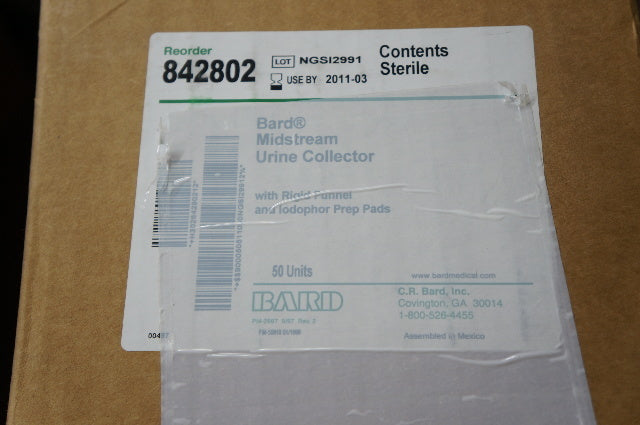 Reorder
842802
LOT NGSI2991
USE BY 2011-03
Contents
Sterile
Bard®
Midstream
Urine Collector
with Rigid Funnel
and Iodophor Prep Pads
50 Units
BARD
www.bardmedical.com
C.R. Bard, Inc.
Covington, GA 30014
1-800-526-4455
Assembled in Mexico